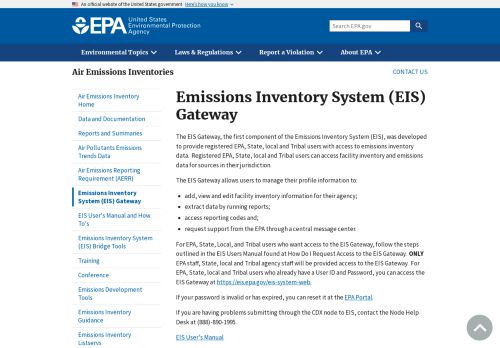 An official website of the United States government Here's how you know
EPA United States
Environmental Protection
Agency
Search EPA.gov
Environmental Topics Laws & Regulations Report a Violation About EPA
Air Emissions Inventories
CONTACT US
Air Emissions Inventory
Home
Data and Documentation
Reports and Summaries
Air Pollutants Emissions
Trends Data
Air Emissions Reporting
Requirement (AERR)
Emissions Inventory
System (EIS) Gateway
EIS User's Manual and How
To's
Emissions Inventory System
(EIS) Bridge Tools
Training
Conference
Emissions Development
Tools
Emissions Inventory
Guidance
Emissions Inventory
Listservs
Emissions Inventory System (EIS)
Gateway
The EIS Gateway, the first component of the Emissions Inventory System (EIS), was developed
to provide registered EPA, State, local and Tribal users with access to emissions inventory
data. Registered EPA, State, local and Tribal users can access facility inventory and emissions
data for sources in their jurisdiction.
The EIS Gateway allows users to manage their profile information to:
add, view and edit facility inventory information for their agency;
extract data by running reports;
access reporting codes and;
request support from the EPA through a central message center.
For EPA, State, Local, and Tribal users who want access to the EIS Gateway, follow the steps
outlined in the EIS Users Manual found at How Do I Request Access to the EIS Gateway. ONLY
EPA staff, State, local and Tribal agency staff will be provided access to the EIS Gateway. For
EPA, State, local and Tribal users who already have a User ID and Password, you can access the
EIS Gateway at https://eis.epa.gov/eis-system-web.
If your password is invalid or has expired, you can reset it at the EPA Portal.
If you are having problems submitting through the CDX node to EIS, contact the Node Help
Desk at (888)-890-1995.
EIS User's Manual